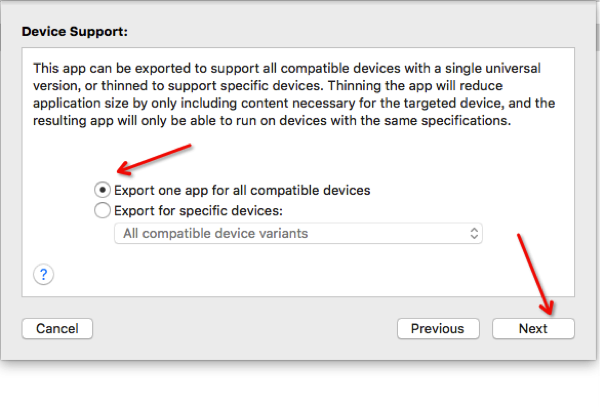 Device Support:
This app can be exported to support all compatible devices with a single universal
version, or thinned to support specific devices. Thinning the app will reduce
application size by only including content necessary for the targeted device, and the
resulting app will only be able to run on devices with the same specifications.
Export one app for all compatible devices
Export for specific devices:
All compatible device variants
?
Cancel
Previous
Next